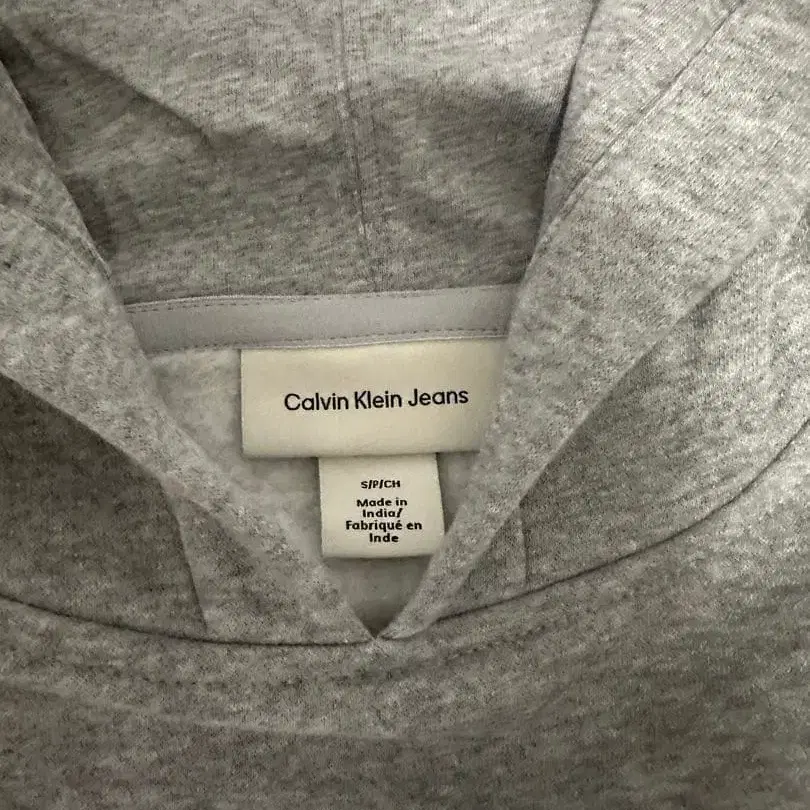 Calvin Klein Jeans
S/P/CH
Made in
India/
Fabriqué en
Inde